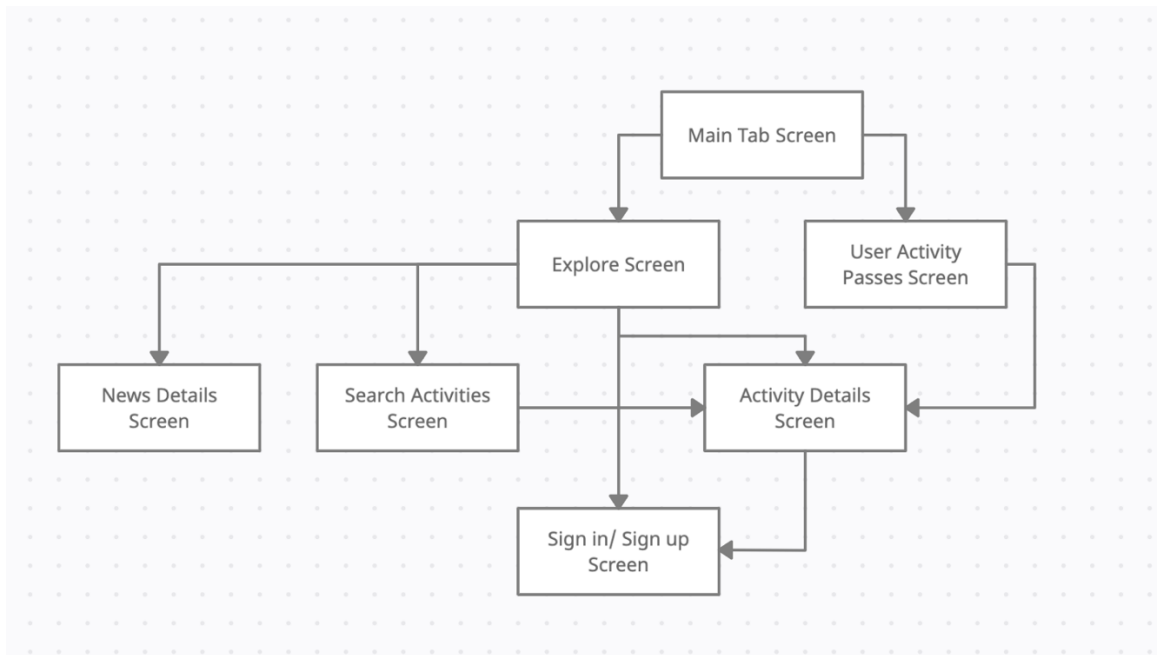 Main Tab Screen
Explore Screen
User Activity
Passes Screen
News Details
Screen
Search Activities
Screen
Activity Details
Screen
Sign in/ Sign up
Screen